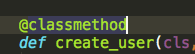 @classmethod
def create_user(cls,